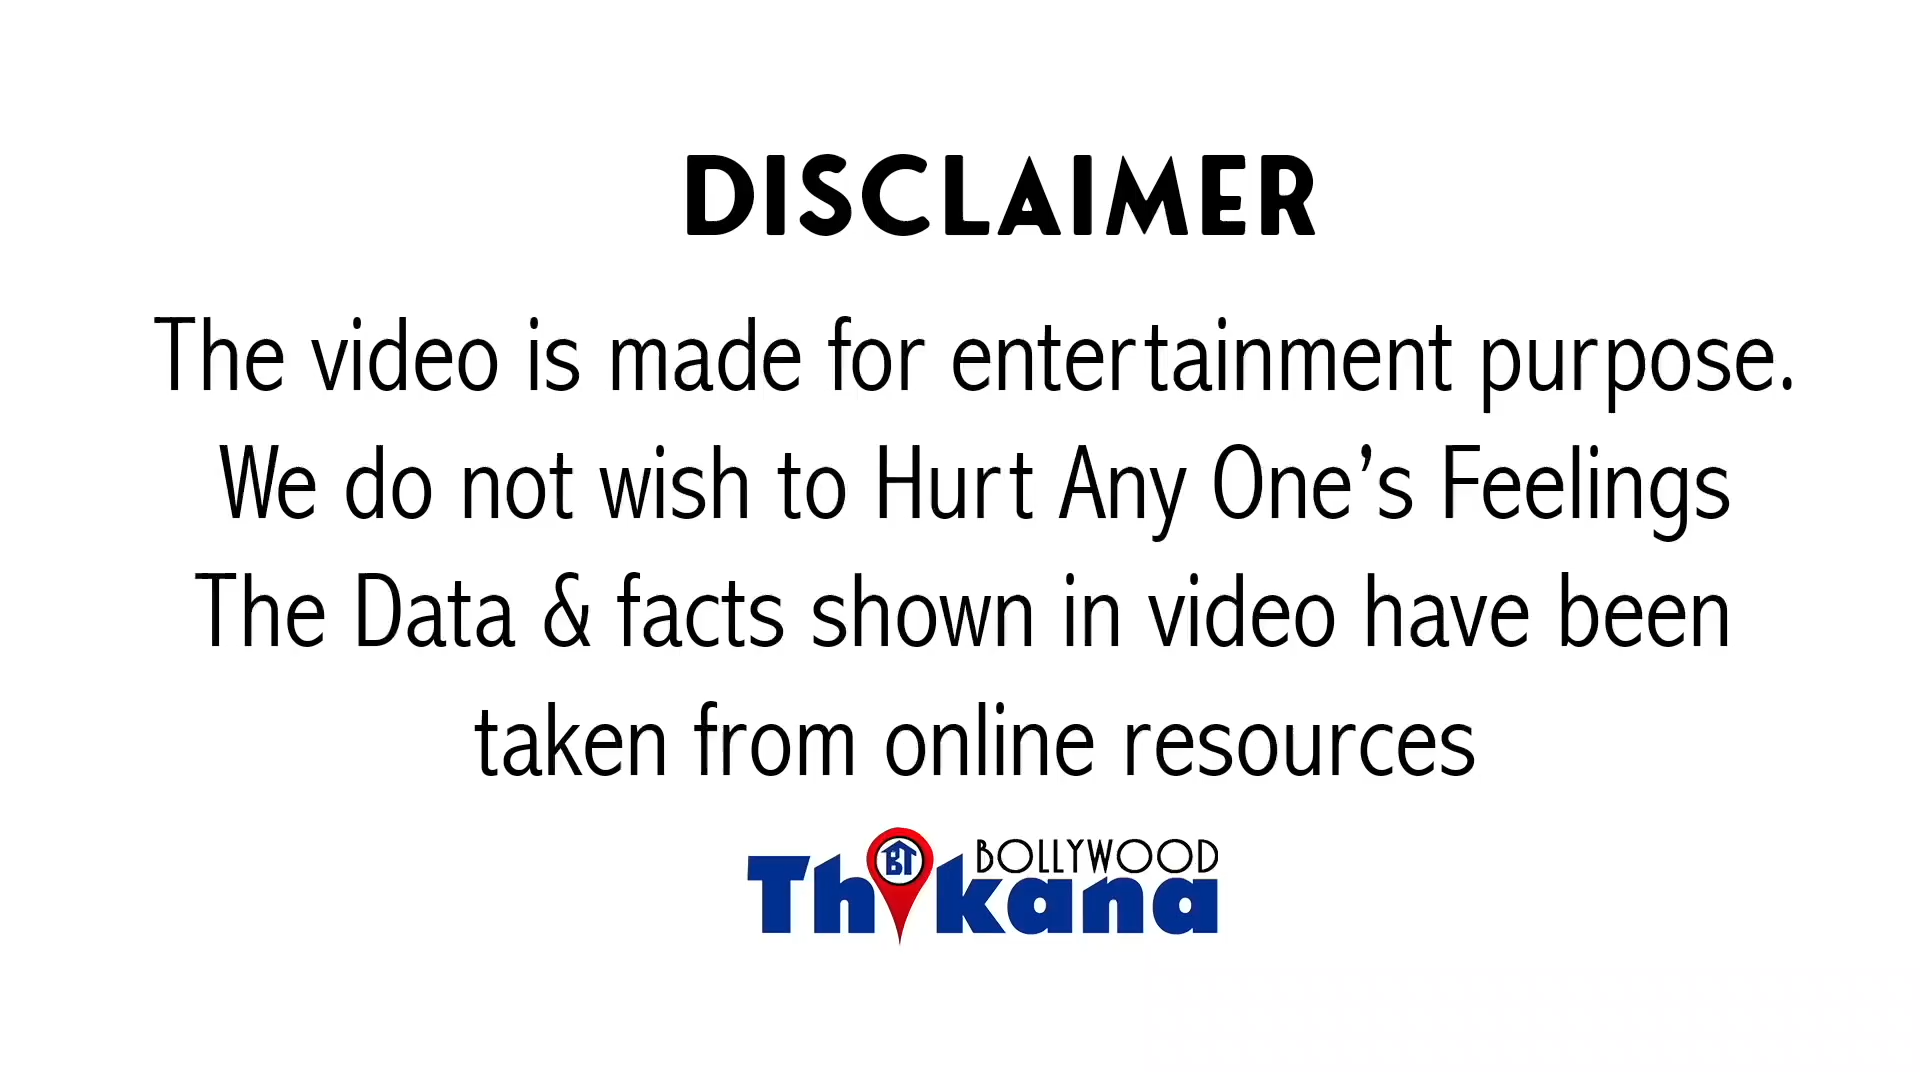 DISCLAIMER
The video is made for entertainment purpose.
We do not wish to Hurt Any One’s Feelings
The Data & facts shown in video have been
taken from online resources
BT
BOLLYWOOD
Thikana